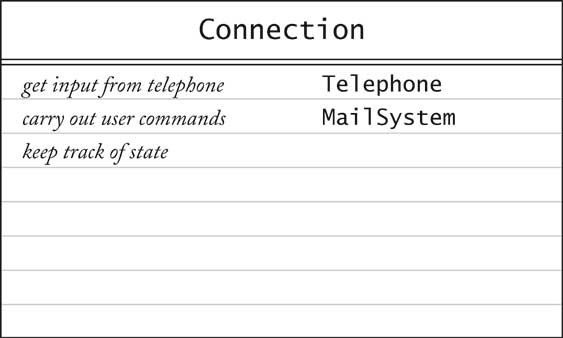 Connection
get input from telephone Telephone
carry out user commands MailSystem
keep track of state